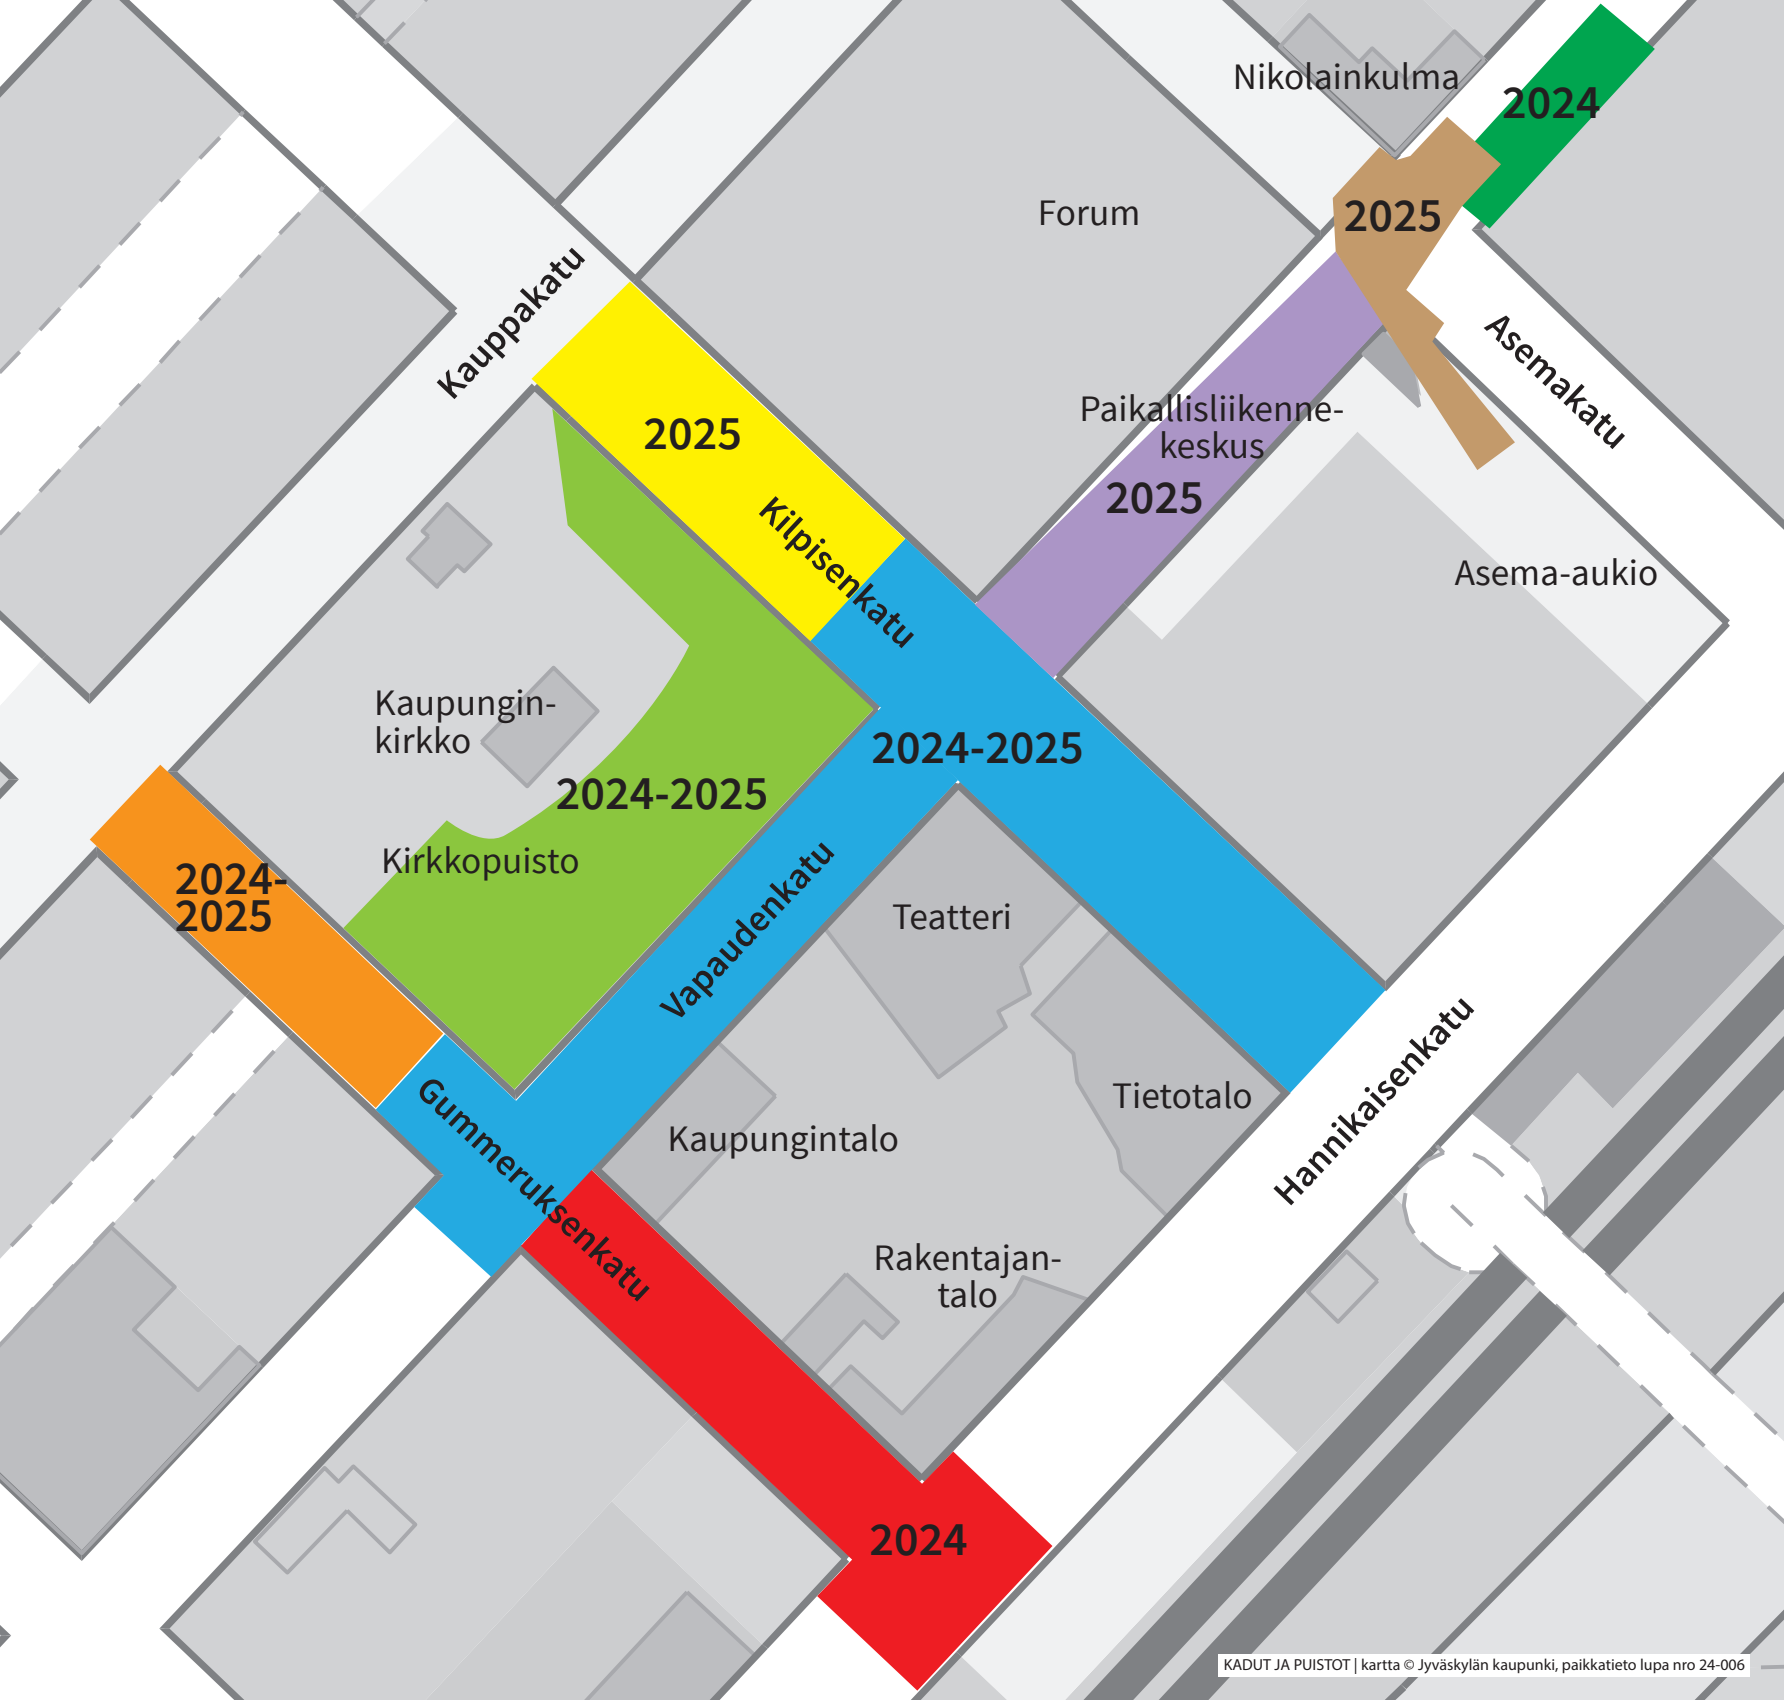 Nikolainkulma
2024
Forum
2025
Kauppakatu
Asemakatu
Paikallisliikenne-
keskus
2025
2025
Kilpisenkatu
Asema-aukio
Kaupungin-
kirkko
2024-2025
2024-2025
Kirkkopuisto
2024-
2025
Vapaudenkatu
Teatteri
Tietotalo
Hannikaisenkatu
Kaupungintalo
Gummeruksenkatu
Rakentajan-
talo
2024
KADUT JA PUISTOT | kartta © Jyväskylän kaupunki, paikkatieto lupa nro 24-006